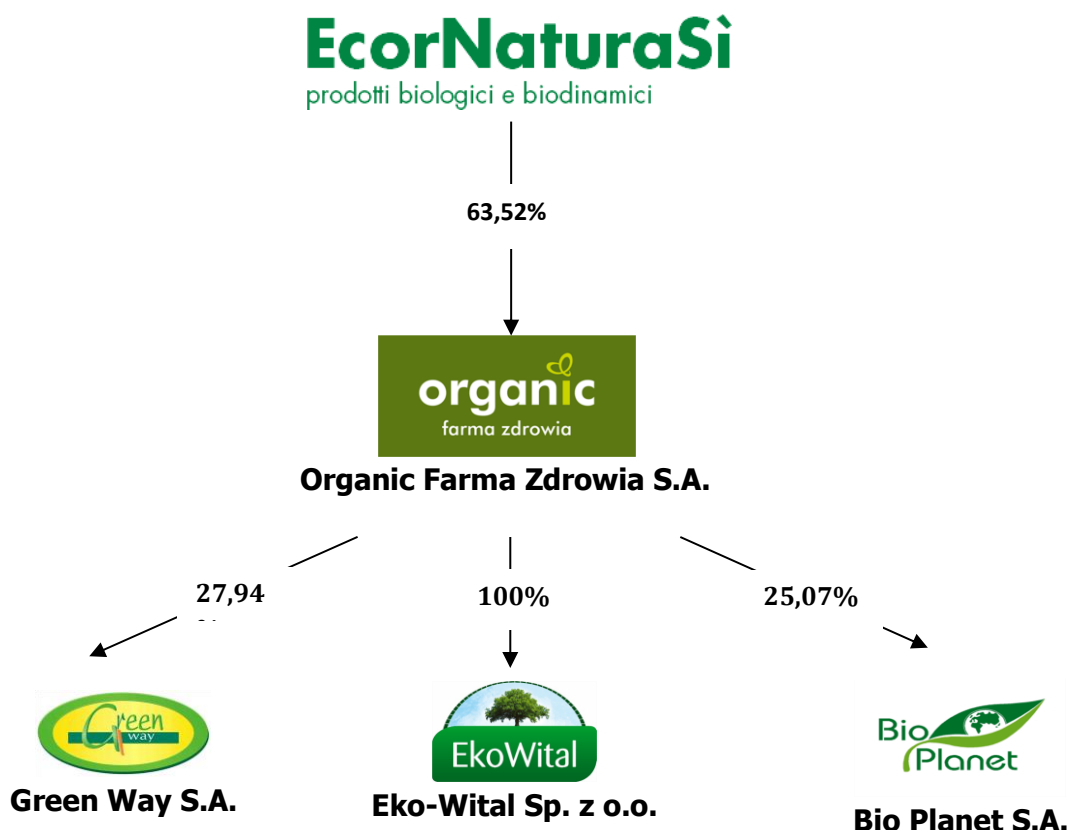 EcorNaturaSì
prodotti biologici e biodinamici
63,52%
organic
farma zdrowia
Organic Farma Zdrowia S.A.
27,94
100%
25,07%
Green
way
EkoWital
Bio
Planet
Green Way S.A.
Eko-Wital Sp. z o.o.
Bio Planet S.A.